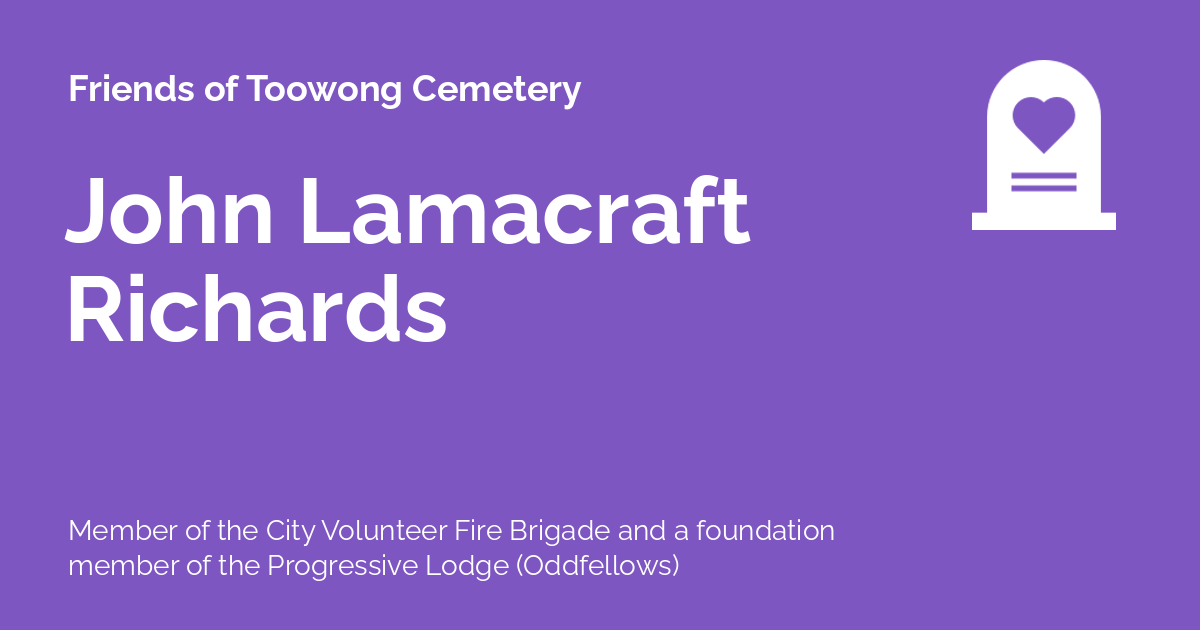 Friends of Toowong Cemetery
John Lamacraft
Richards
Member of the City Volunteer Fire Brigade and a foundation
member of the Progressive Lodge (Oddfellows)